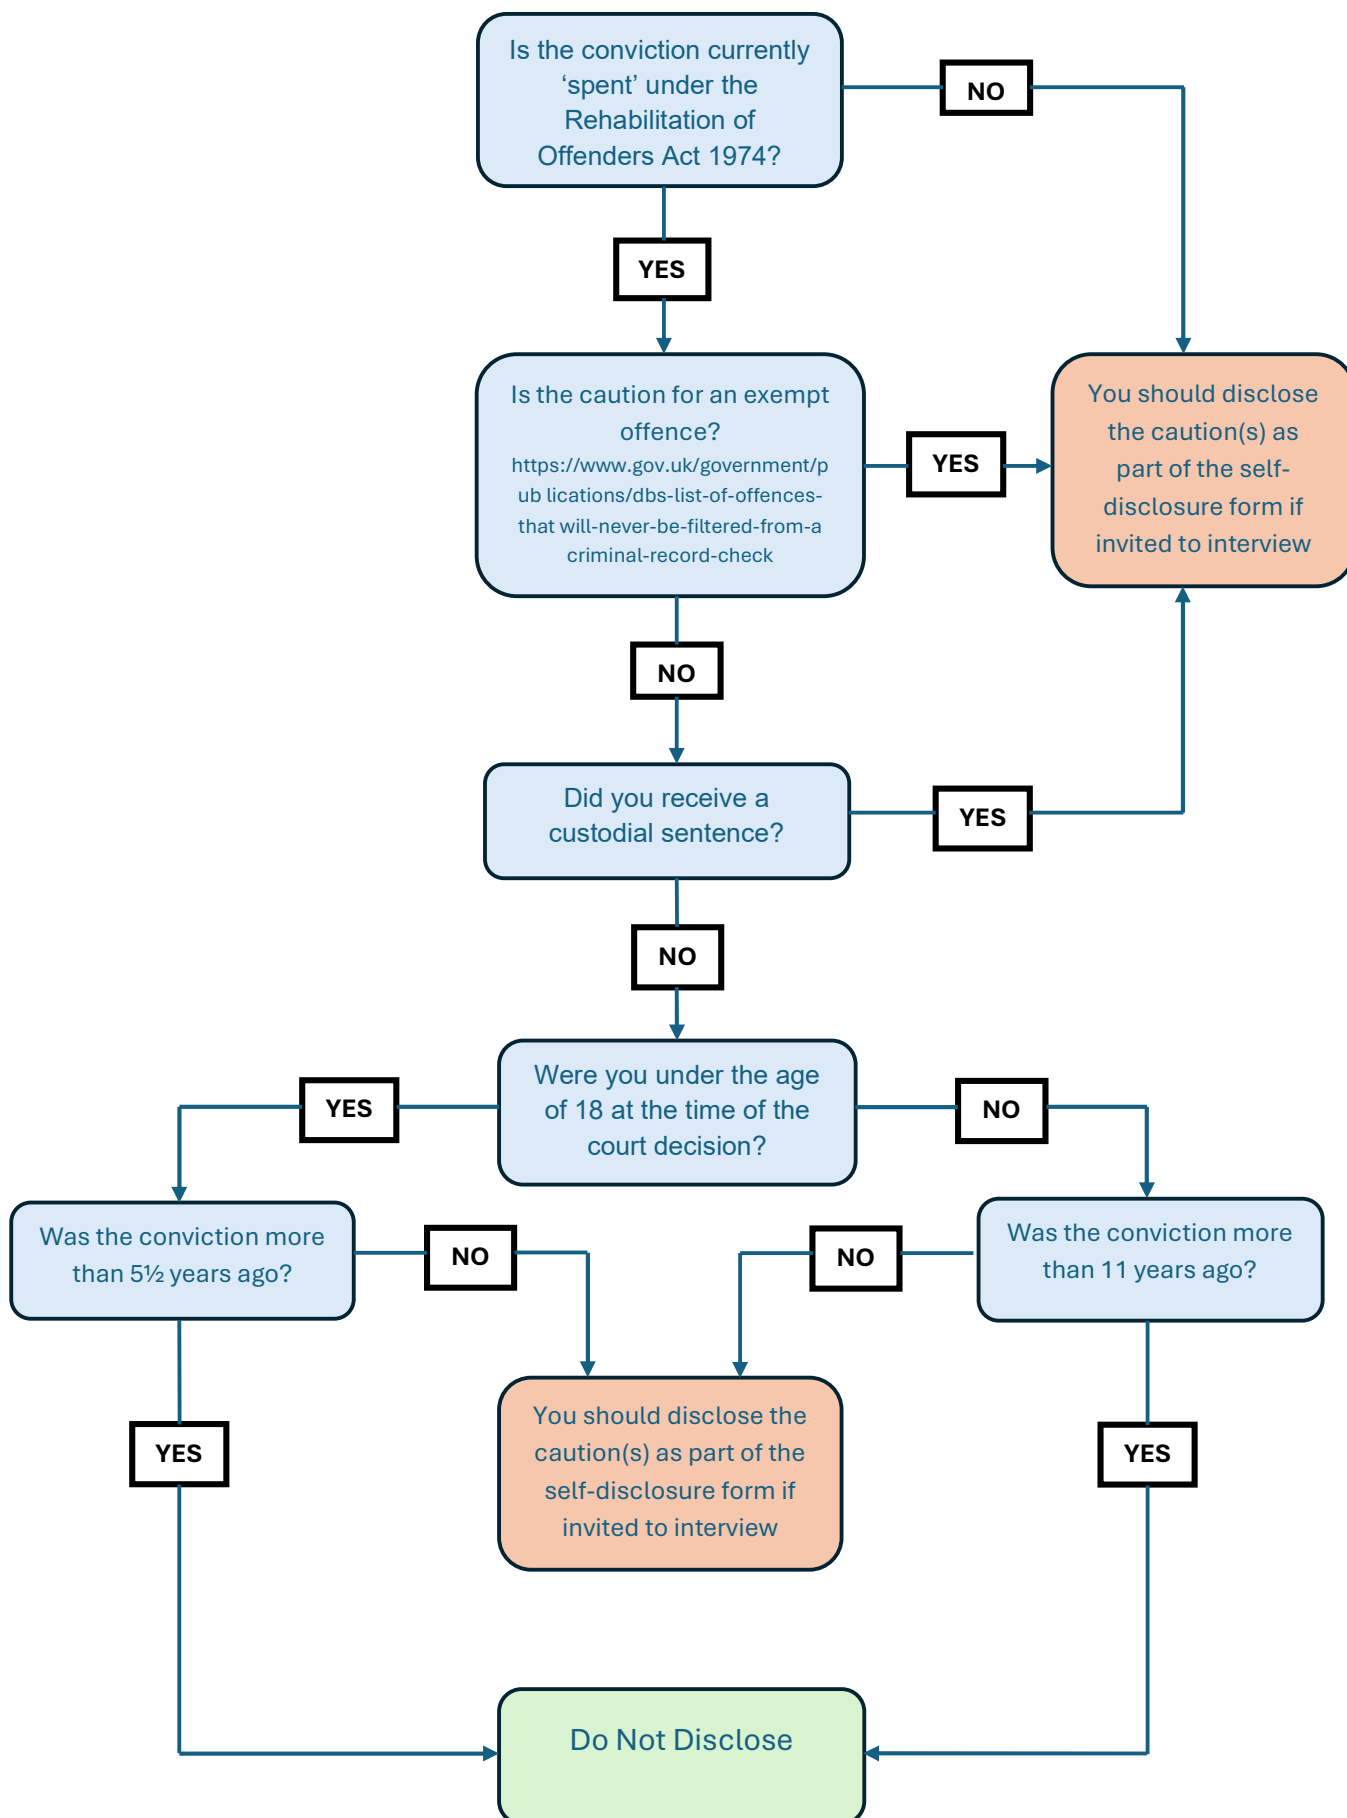 Is the conviction currently
‘spent’ under the
Rehabilitation of
Offenders Act 1974?
NO
YES
Is the caution for an exempt
offence?
https://www.gov.uk/government/p
ub lications/dbs-list-of-offences-
that will-never-be-filtered-from-a
criminal-record-check
YES
You should disclose
the caution(s) as
part of the self-
disclosure form if
invited to interview
NO
Did you receive a
custodial sentence?
YES
NO
Were you under the age
of 18 at the time of the
court decision?
YES
NO
Was the conviction more
than 5½ years ago?
NO
NO
Was the conviction more
than 11 years ago?
You should disclose the
caution(s) as part of the
self-disclosure form if
invited to interview
YES
YES
Do Not Disclose